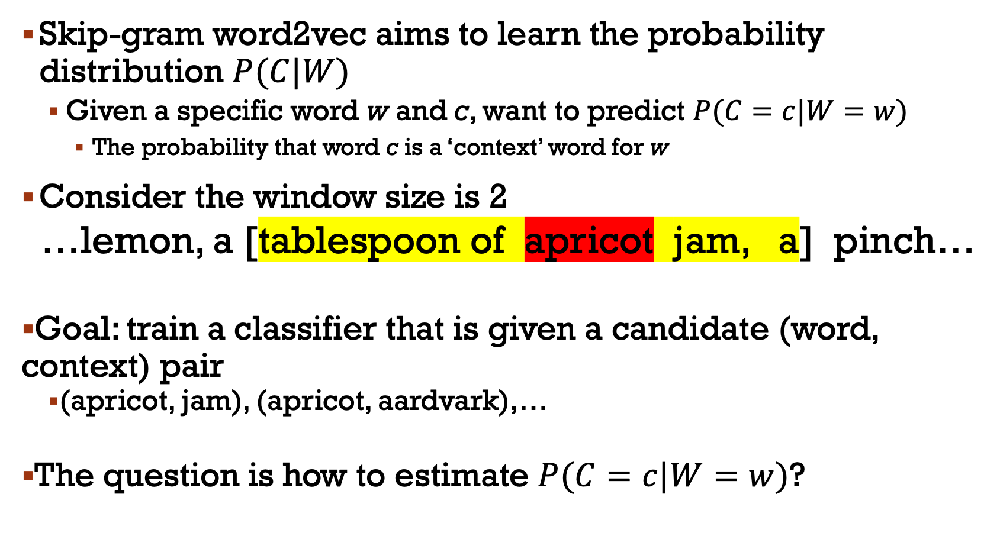 ▪Skip-gram word2vec aims to learn the probability
distribution 𝑃(𝐶|𝑊)
▪ Given a specific word w and c, want to predict 𝑃(𝐶 = 𝑐|𝑊 = 𝑤)
▪ The probability that word c is a ‘context’ word for w
▪Consider the window size is 2
…lemon, a [tablespoon of apricot jam, a] pinch…
▪Goal: train a classifier that is given a candidate (word,
context) pair
▪(apricot, jam), (apricot, aardvark),…
▪The question is how to estimate 𝑃(𝐶 = 𝑐|𝑊 = 𝑤)?